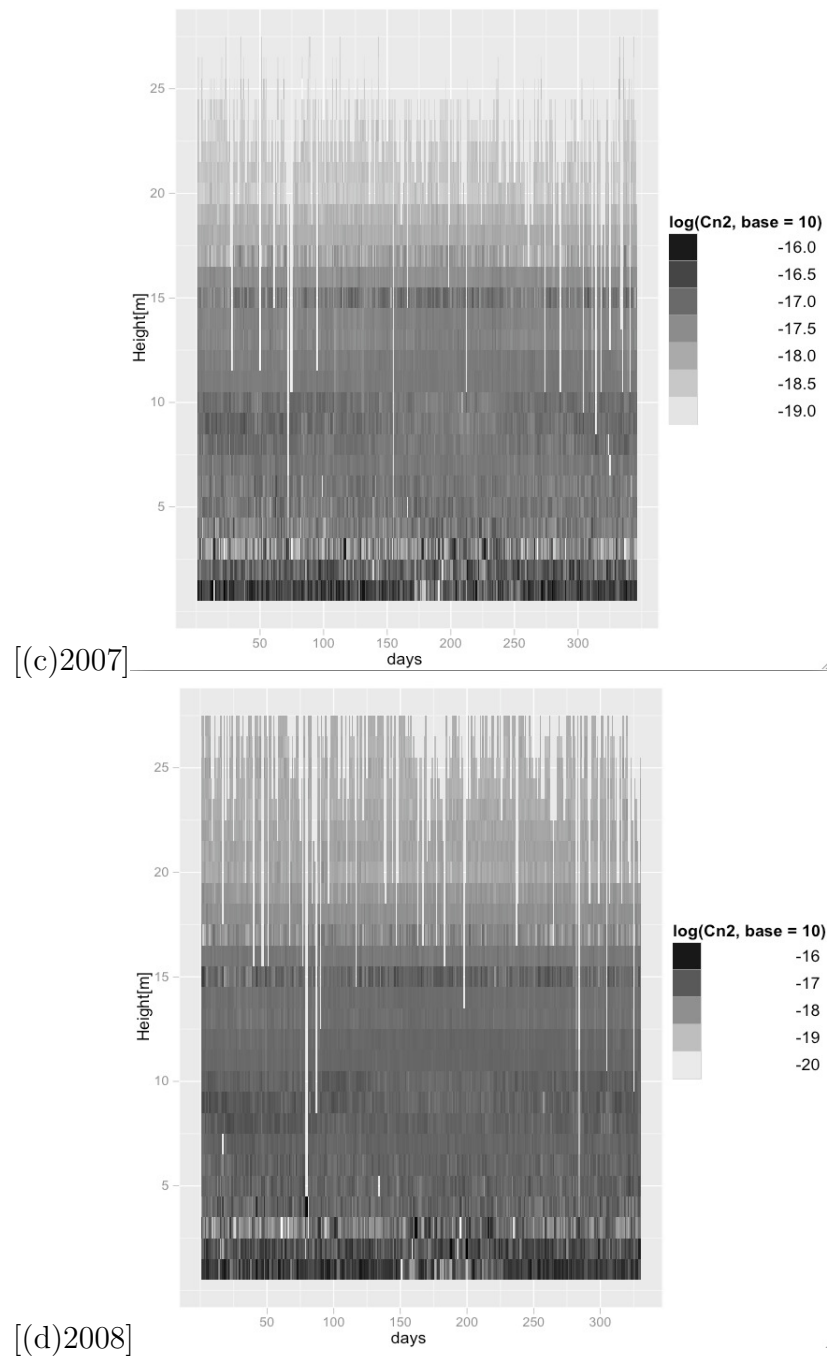 25
20
15
10
5
Height[m]
50 100 150 200 250 300
days
log(Cn2, base = 10)
-16.0
-16.5
-17.0
-17.5
-18.0
-18.5
-19.0
[(c)2007]
25
20
15
10
5
Height[m]
50 100 150 200 250 300
days
log(Cn2, base = 10)
-16
-17
-18
-19
-20
[(d)2008]